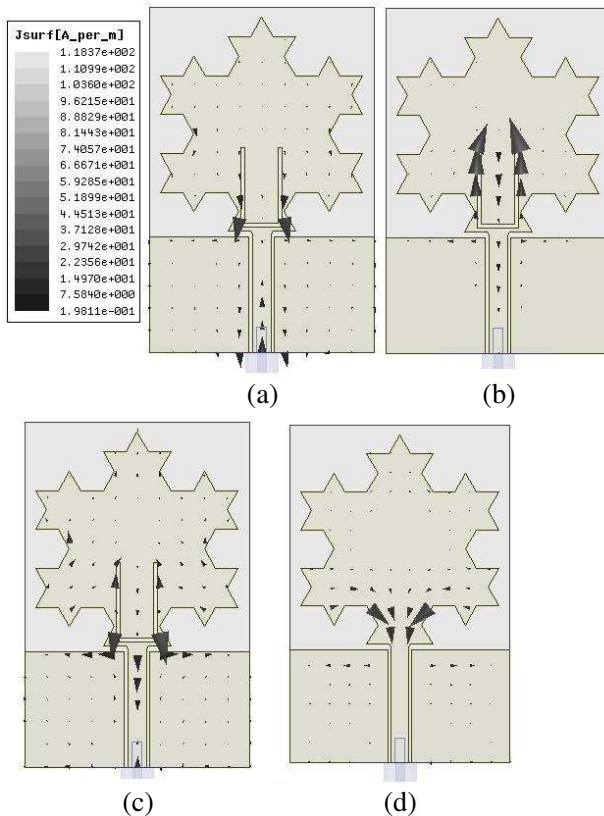 Jsurf[A_per_m]
1.1837e+002
1.1099e+002
1.0360e+002
9.6215e+001
8.8829e+001
8.1443e+001
7.4057e+001
6.6671e+001
5.9285e+001
5.1899e+001
4.4513e+001
3.7128e+001
2.9742e+001
2.2356e+001
1.4970e+001
7.5840e+000
1.9811e-001
(a)
(b)
(c)
(d)